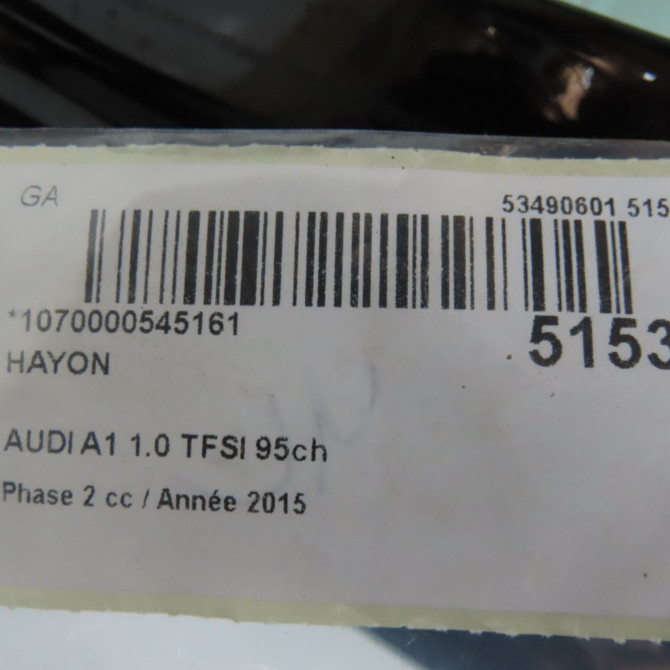 GA
53490601 515
*1070000545161
5153
HAYON
AUDI A1 1.0 TFSI 95ch
Phase 2 cc / Année 2015